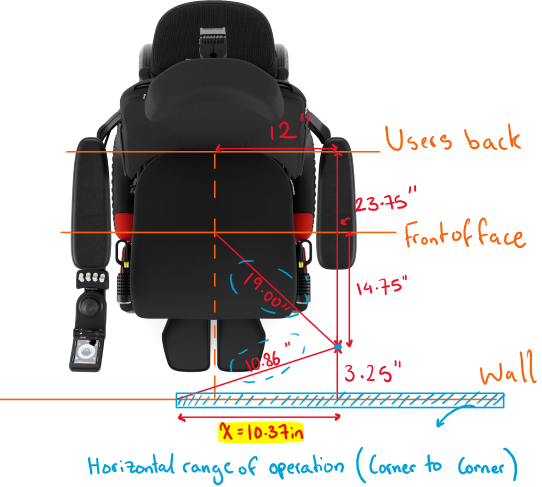 12"
Users back
23.75"
Front of face
19.00"
14.75"
10.86"
3.25"
Wall
X = 10.37in
Horizontal range of operation (Corner to Corner)